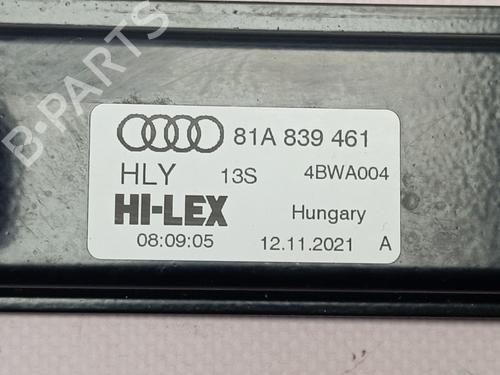 B-PARTS
81A 839 461
HLY 13S 4BWA004
HI-LEX Hungary
08:09:05 12.11.2021 A